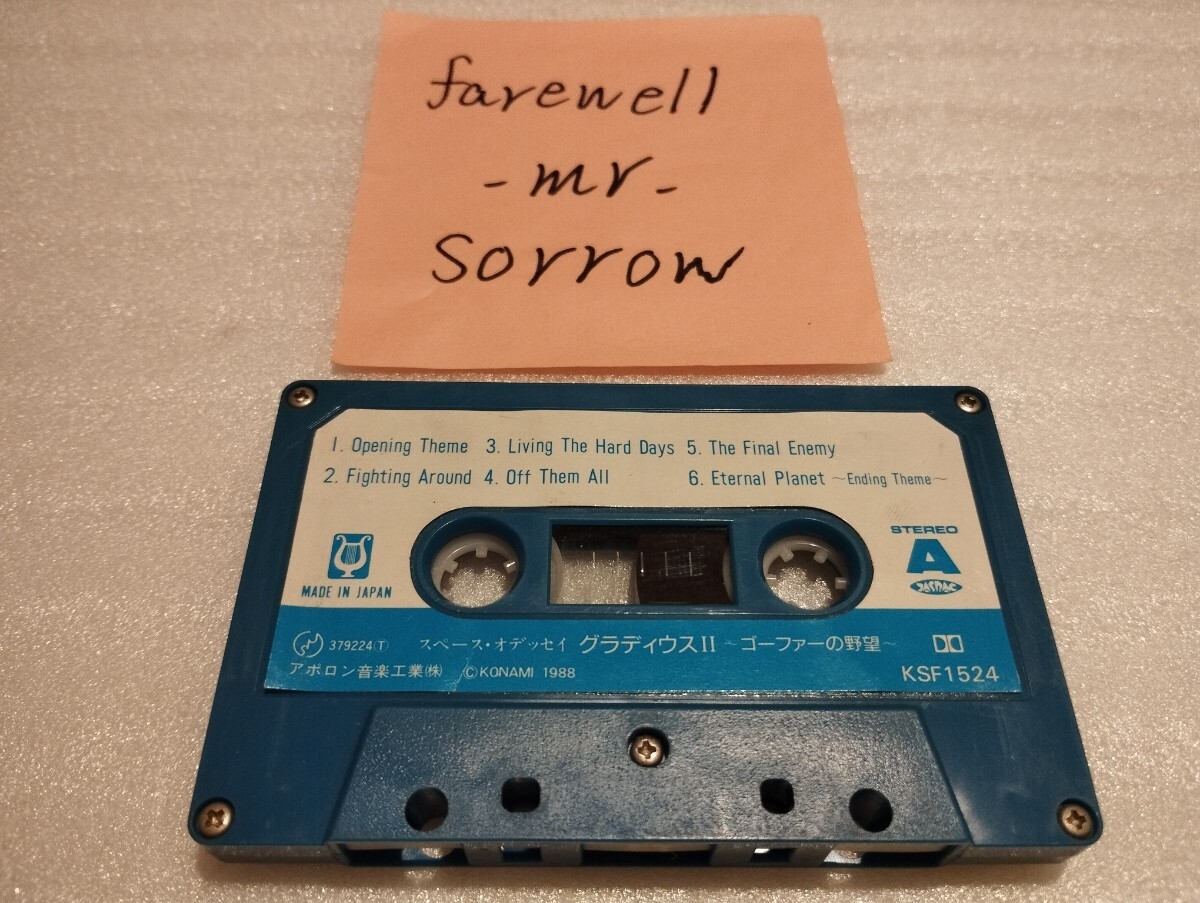 farewell
-mr-
sorrow
1. Opening Theme 3. Living The Hard Days 5. The Final Enemy
2. Fighting Around 4. Off Them All 6. Eternal Planet ~Ending Theme~
STEREO
A
JASRAC
MADE IN JAPAN
379224Ⓣ スペース・オデッセイ グラディウスII ~ゴーファーの野望~
アポロン音楽工業㈱ ©KONAMI 1988 KSF1524